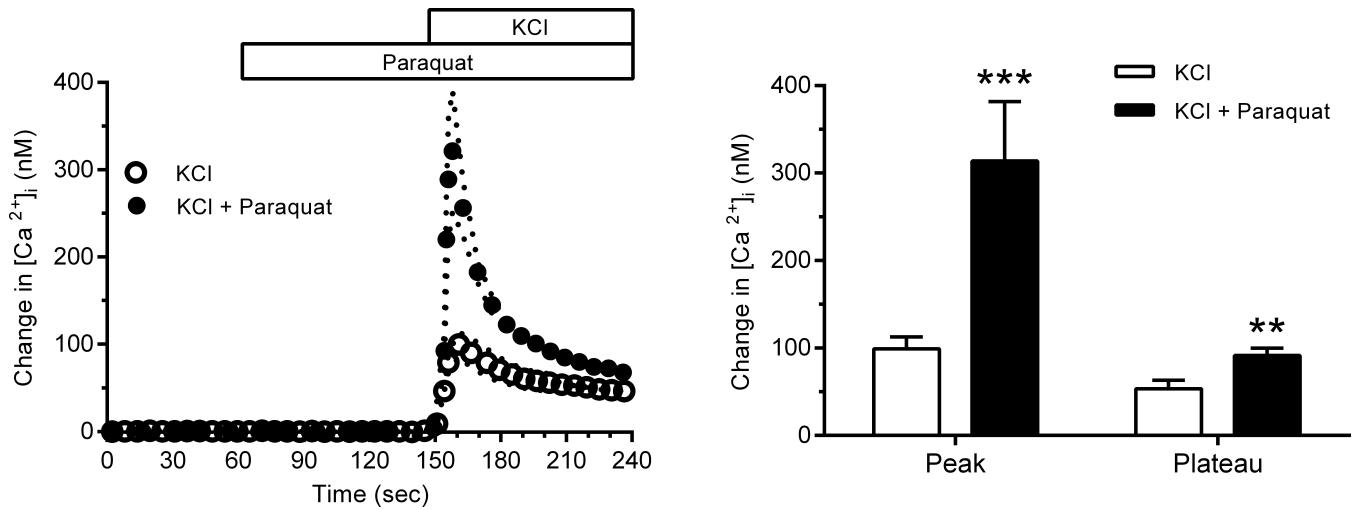 KCl
Paraquat
Change in [Ca 2+]i (nM)
400
300
200
100
0
KCl
KCl + Paraquat
0 30 60 90 120 150 180 210 240
Time (sec)
Change in [Ca 2+]i (nM)
400
300
200
100
0
***
**
KCl
KCl + Paraquat
Peak Plateau